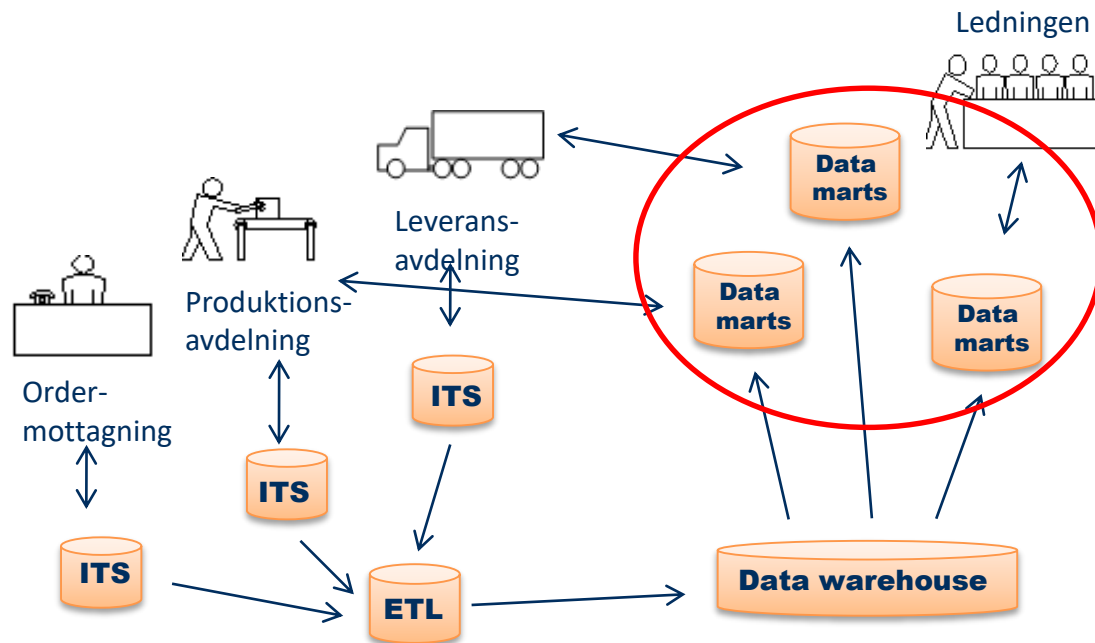 Ledningen
Data
marts
Leverans-
avdelning
Data
marts
Data
marts
Produktions-
avdelning
ITS
Order-
mottagning
ITS
ITS
ETL
Data warehouse